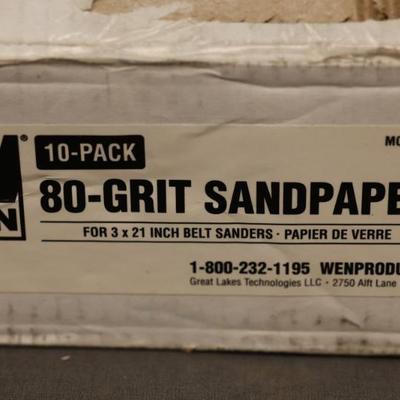 10-PACK
80-GRIT SANDPAPE
FOR 3 x 21 INCH BELT SANDERS · PAPIER DE VERRE
1-800-232-1195 WENPRODU
Great Lakes Technologies LLC · 2750 Alft Lane
MO
N